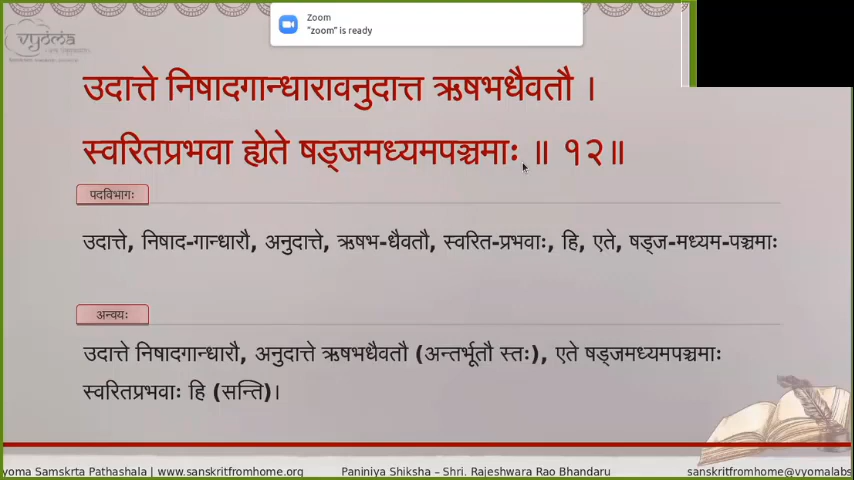 Zoom
"zoom" is ready
vyoma
उदात्ते निषादगान्धारावनुदात्त ऋषभधैवतौ ।
स्वरितप्रभवा ह्येते षड्जमध्यमपञ्चमाः ॥ १२॥
पदविभागः
उदात्ते, निषाद-गान्धारौ, अनुदात्ते, ऋषभ-धैवतौ, स्वरित-प्रभवाः, हि, एते, षड्ज-मध्यम-पञ्चमाः
अन्वयः
उदात्ते निषादगान्धारौ, अनुदात्ते ऋषभधैवतौ (अन्तर्भूतौ स्तः), एते षड्जमध्यमपञ्चमाः
स्वरितप्रभवाः हि (सन्ति)।
yoma Samskrta Pathashala | www.sanskritfromhome.org Paniniya Shiksha – Shri. Rajeshwara Rao Bhandaru sanskritfromhome@vyomalabs